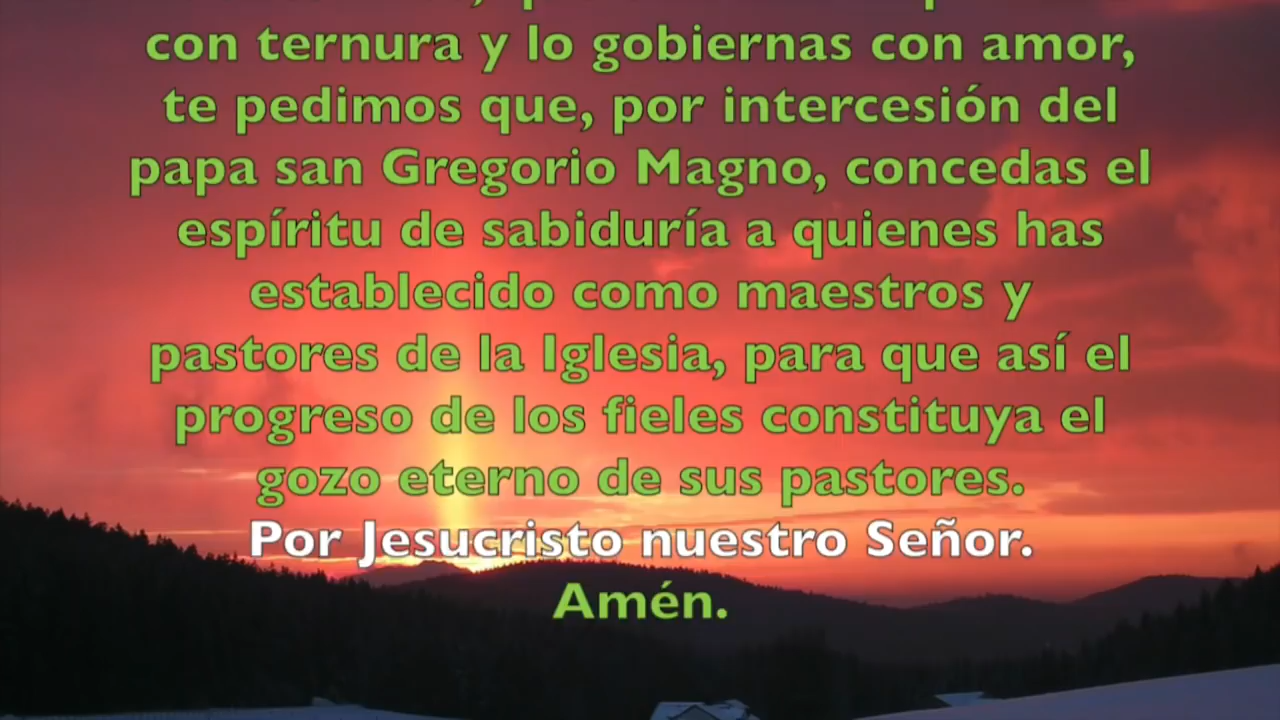 con ternura y lo gobiernas con amor,
te pedimos que, por intercesión del
papa san Gregorio Magno, concedas el
espíritu de sabiduría a quienes has
establecido como maestros y
pastores de la Iglesia, para que así el
progreso de los fieles constituya el
gozo eterno de sus pastores.
Por Jesucristo nuestro Señor.
Amén.